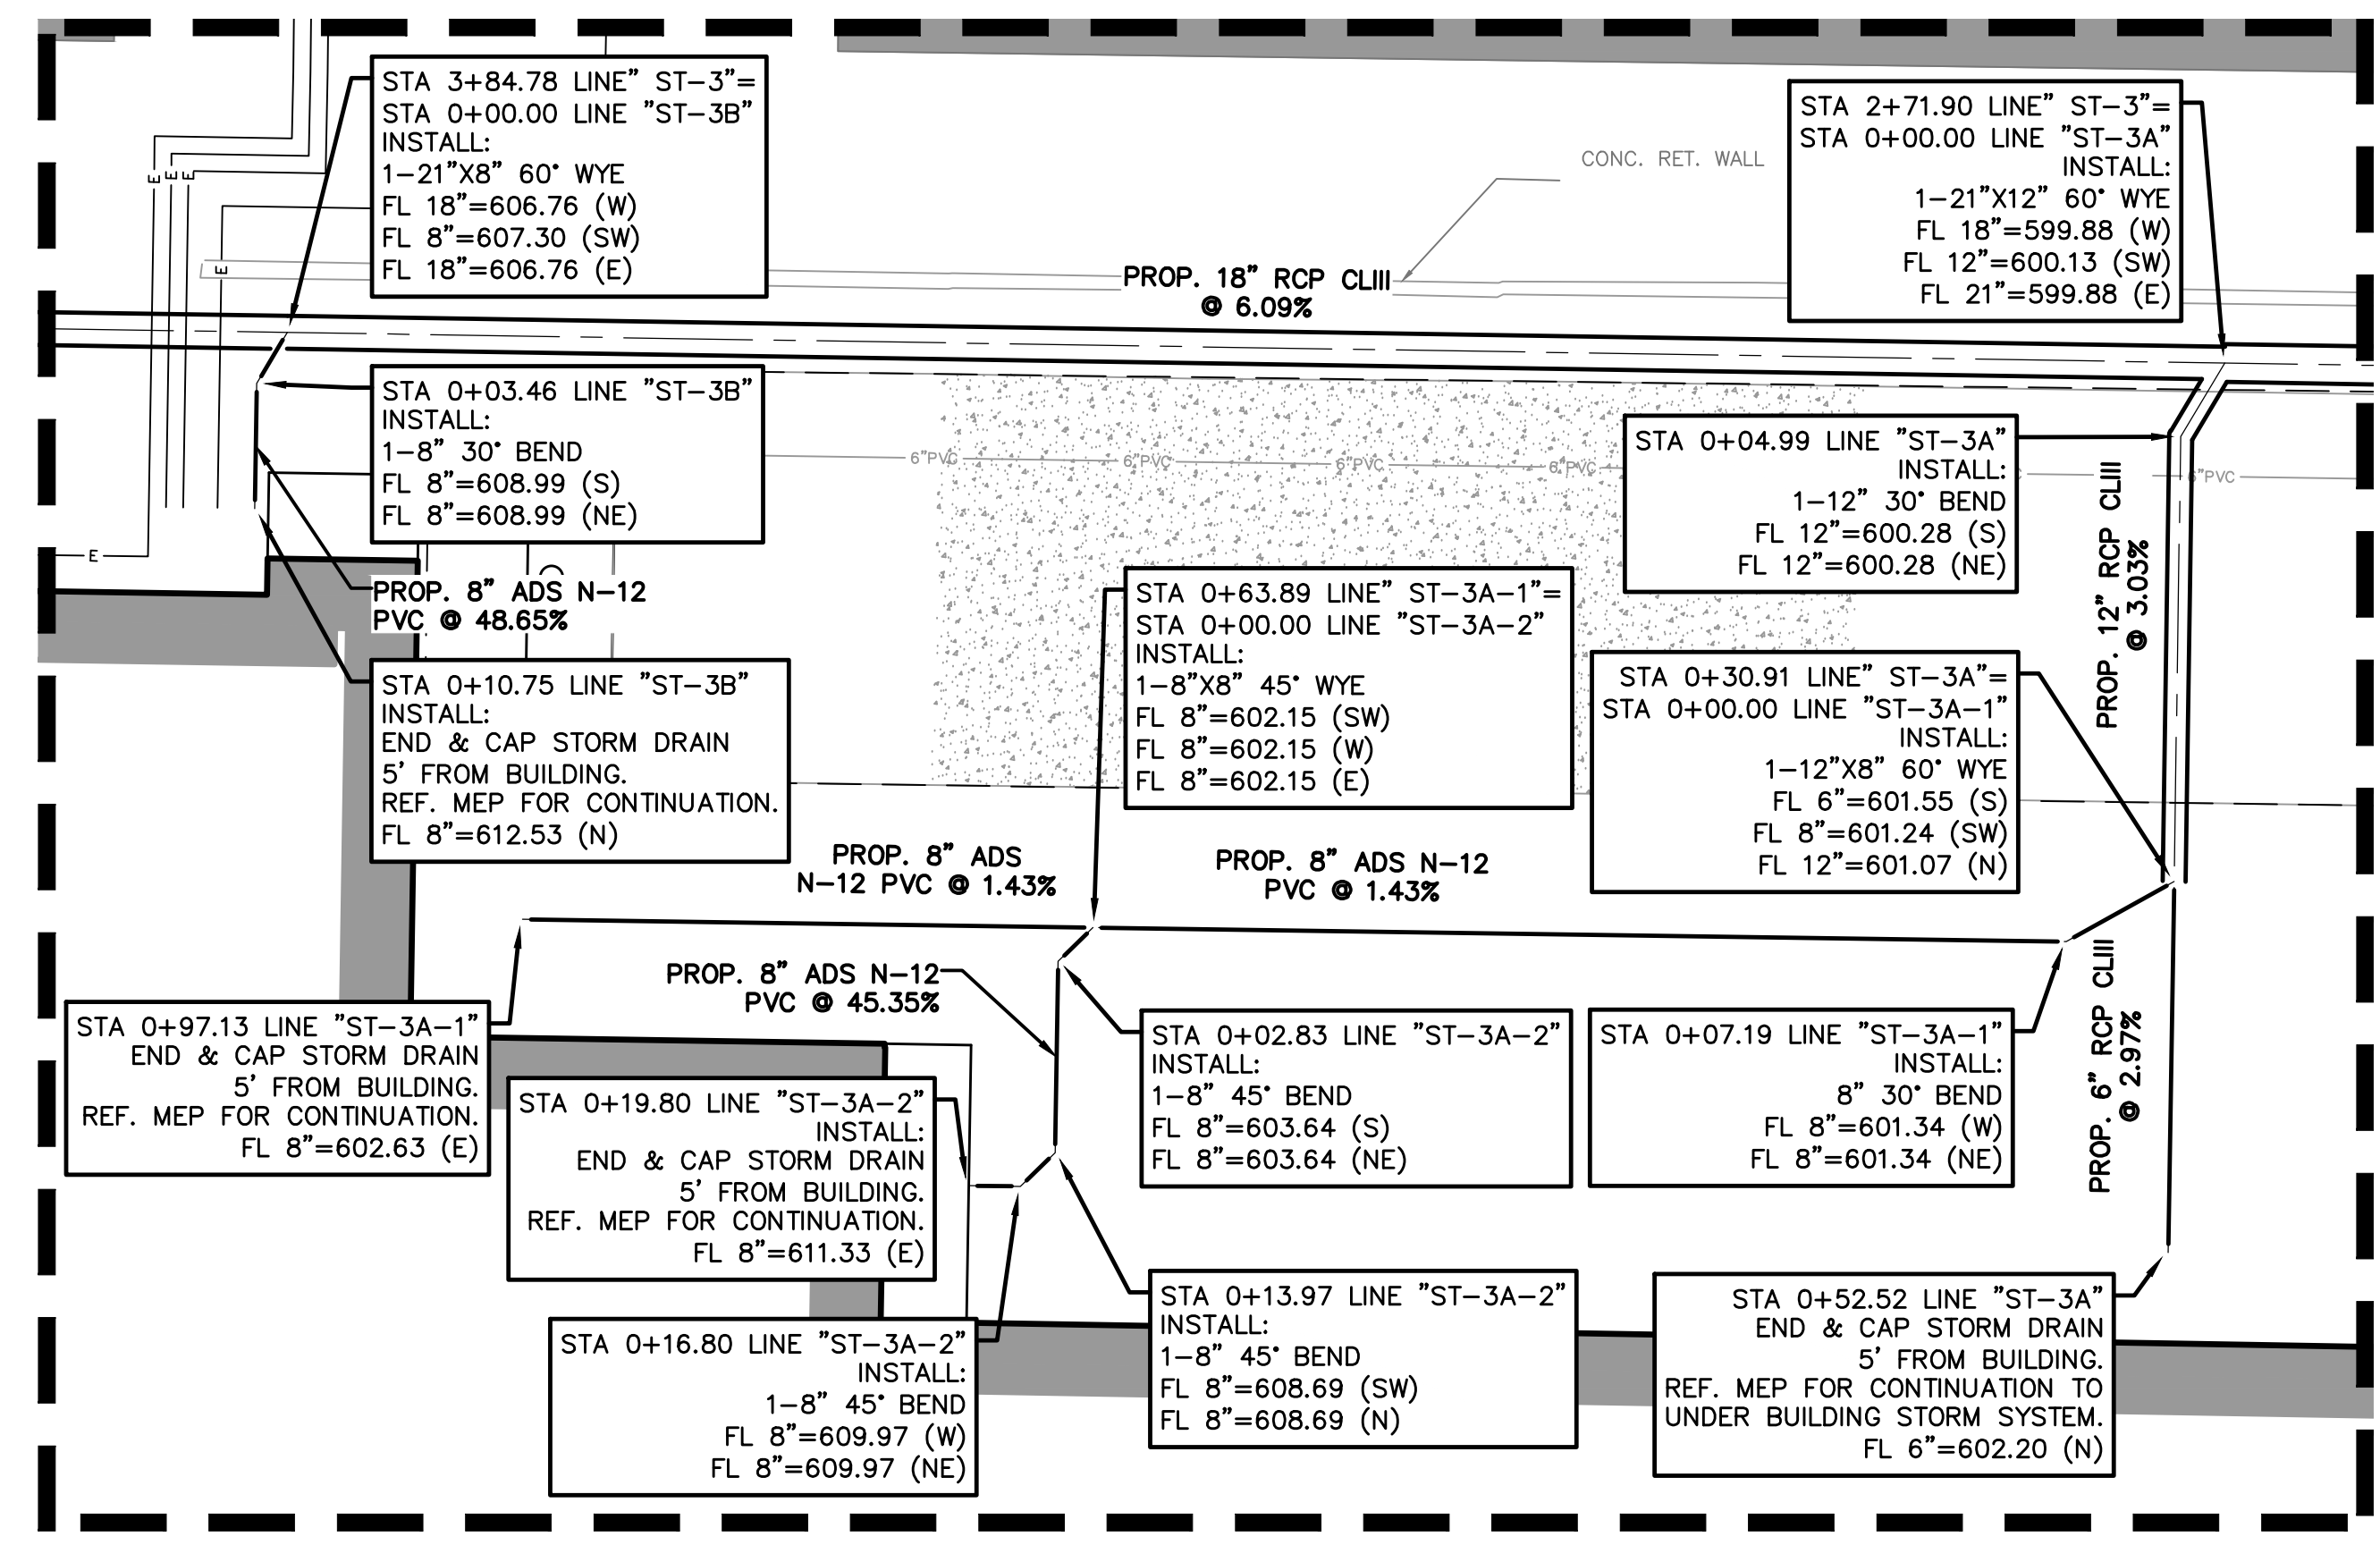 STA 3+84.78 LINE" ST-3"=
STA 0+00.00 LINE "ST-3B"
INSTALL:
1-21"X8" 60° WYE
FL 18"=606.76 (W)
FL 8"=607.30 (SW)
FL 18"=606.76 (E)
STA 2+71.90 LINE" ST-3"=
STA 0+00.00 LINE "ST-3A"
INSTALL:
1-21"X12" 60° WYE
FL 18"=599.88 (W)
FL 12"=600.13 (SW)
FL 21"=599.88 (E)
CONC. RET. WALL
E
E
E
E
PROP. 18" RCP CLIII
@ 6.09%
STA 0+03.46 LINE "ST-3B"
INSTALL:
1-8" 30° BEND
FL 8"=608.99 (S)
FL 8"=608.99 (NE)
6"PVC
6"PVC
6"PVC
6"PVC
6"PVC
STA 0+04.99 LINE "ST-3A"
INSTALL:
1-12" 30° BEND
FL 12"=600.28 (S)
FL 12"=600.28 (NE)
PROP. 12" RCP CLIII
@ 3.03%
E
PROP. 8" ADS N-12
PVC @ 48.65%
STA 0+63.89 LINE" ST-3A-1"=
STA 0+00.00 LINE "ST-3A-2"
INSTALL:
1-8"X8" 45° WYE
FL 8"=602.15 (SW)
FL 8"=602.15 (W)
FL 8"=602.15 (E)
STA 0+30.91 LINE" ST-3A"=
STA 0+00.00 LINE "ST-3A-1"
INSTALL:
1-12"X8" 60° WYE
FL 6"=601.55 (S)
FL 8"=601.24 (SW)
FL 12"=601.07 (N)
STA 0+10.75 LINE "ST-3B"
INSTALL:
END & CAP STORM DRAIN
5' FROM BUILDING.
REF. MEP FOR CONTINUATION.
FL 8"=612.53 (N)
PROP. 8" ADS
N-12 PVC @ 1.43%
PROP. 8" ADS N-12
PVC @ 1.43%
PROP. 8" ADS N-12
PVC @ 45.35%
PROP. 6" RCP CLIII
@ 2.97%
STA 0+97.13 LINE "ST-3A-1"
END & CAP STORM DRAIN
5' FROM BUILDING.
REF. MEP FOR CONTINUATION.
FL 8"=602.63 (E)
STA 0+02.83 LINE "ST-3A-2"
INSTALL:
1-8" 45° BEND
FL 8"=603.64 (S)
FL 8"=603.64 (NE)
STA 0+07.19 LINE "ST-3A-1"
INSTALL:
8" 30° BEND
FL 8"=601.34 (W)
FL 8"=601.34 (NE)
STA 0+19.80 LINE "ST-3A-2"
INSTALL:
END & CAP STORM DRAIN
5' FROM BUILDING.
REF. MEP FOR CONTINUATION.
FL 8"=611.33 (E)
STA 0+16.80 LINE "ST-3A-2"
INSTALL:
1-8" 45° BEND
FL 8"=609.97 (W)
FL 8"=609.97 (NE)
STA 0+13.97 LINE "ST-3A-2"
INSTALL:
1-8" 45° BEND
FL 8"=608.69 (SW)
FL 8"=608.69 (N)
STA 0+52.52 LINE "ST-3A"
END & CAP STORM DRAIN
5' FROM BUILDING.
REF. MEP FOR CONTINUATION TO
UNDER BUILDING STORM SYSTEM.
FL 6"=602.20 (N)